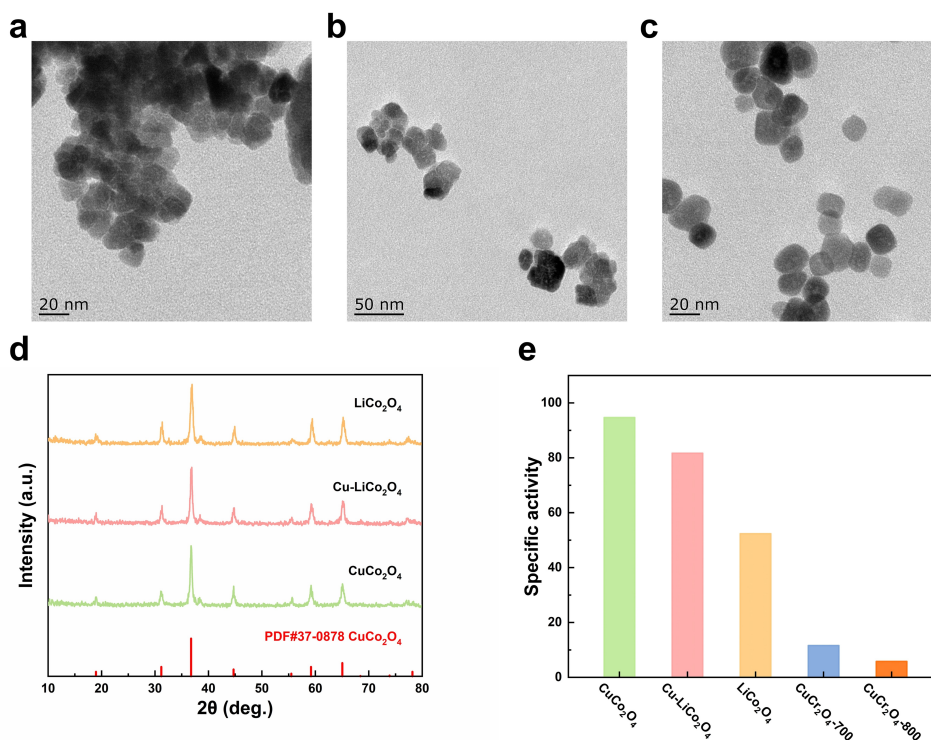 a
b
c
20 nm
50 nm
20 nm
d
LiCo₂O₄
Cu-LiCo₂O₄
CuCo₂O₄
PDF#37-0878 CuCo₂O₄
Intensity (a.u.)
10 20 30 40 50 60 70 80
2θ (deg.)
e
Specific activity
100
80
60
40
20
0
CuCo₂O₄
Cu-LiCo₂O₄
LiCo₂O₄
CuCr₂O₄-700
CuCr₂O₄-800